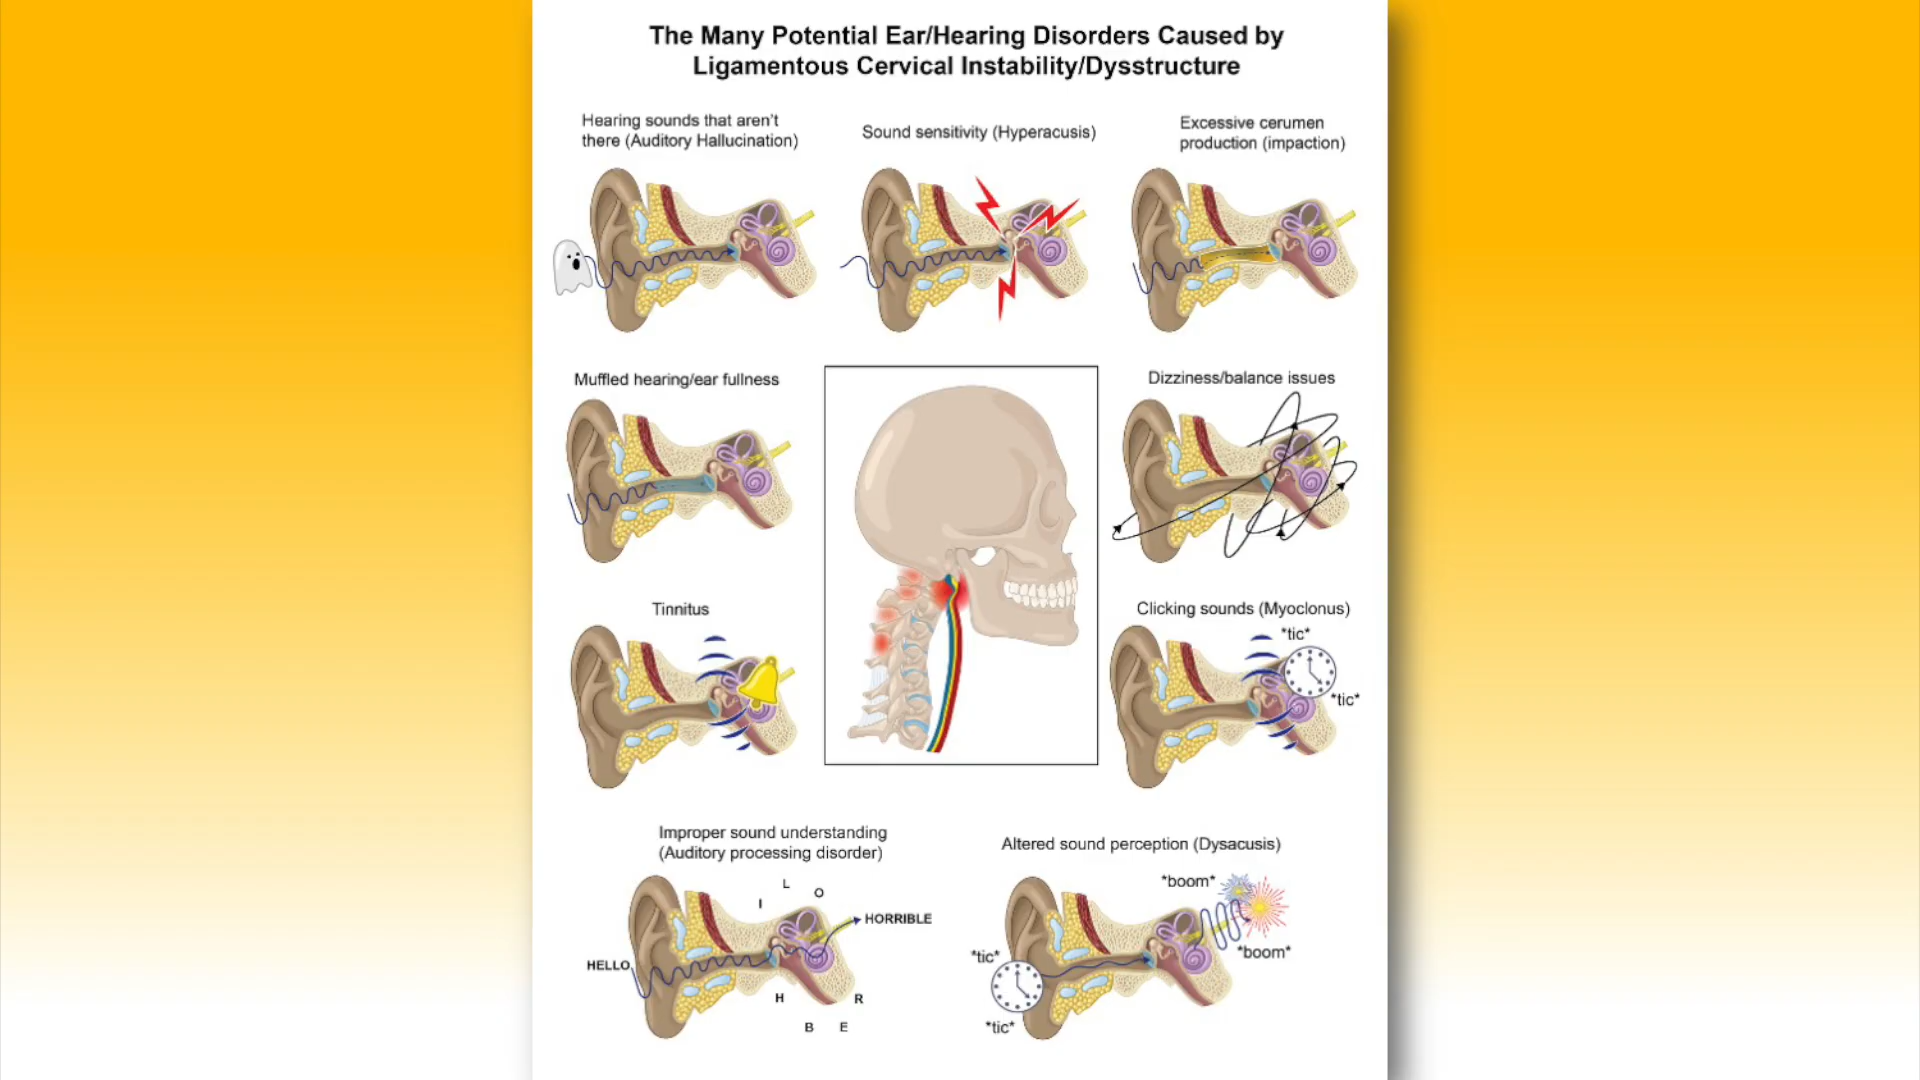 The Many Potential Ear/Hearing Disorders Caused by
Ligamentous Cervical Instability/Dysstructure
Hearing sounds that aren't
there (Auditory Hallucination)
Sound sensitivity (Hyperacusis)
Excessive cerumen
production (impaction)
Muffled hearing/ear fullness
Dizziness/balance issues
Tinnitus
Clicking sounds (Myoclonus)
*tic*
*tic*
Improper sound understanding
(Auditory processing disorder)
L
O
I
HORRIBLE
HELLO
H
R
B
E
Altered sound perception (Dysacusis)
*boom*
*boom*
*tic*
*tic*